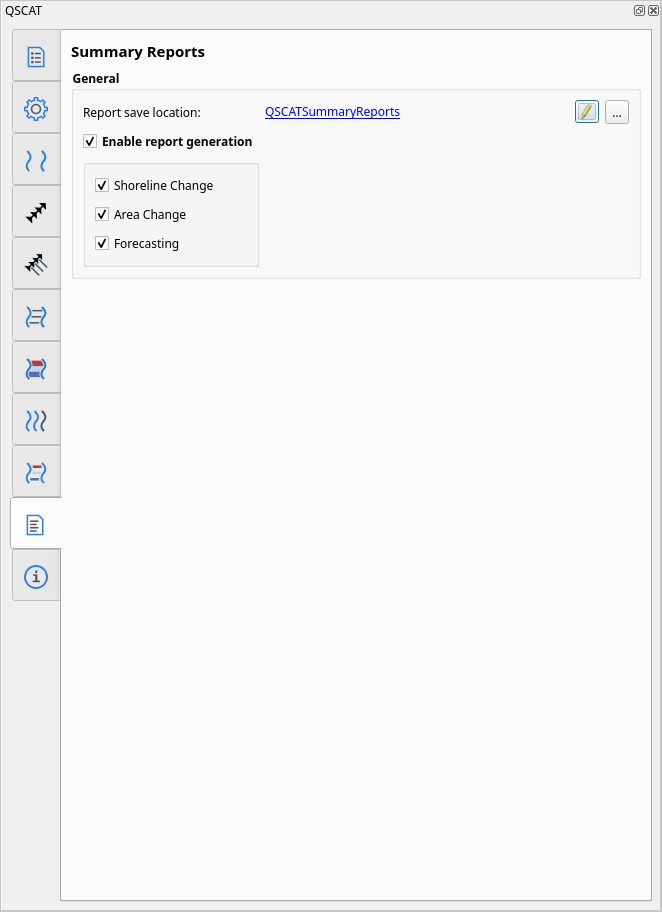 QSCAT
Summary Reports
General
Report save location: QSCATSummaryReports ...
Enable report generation
Shoreline Change
Area Change
Forecasting